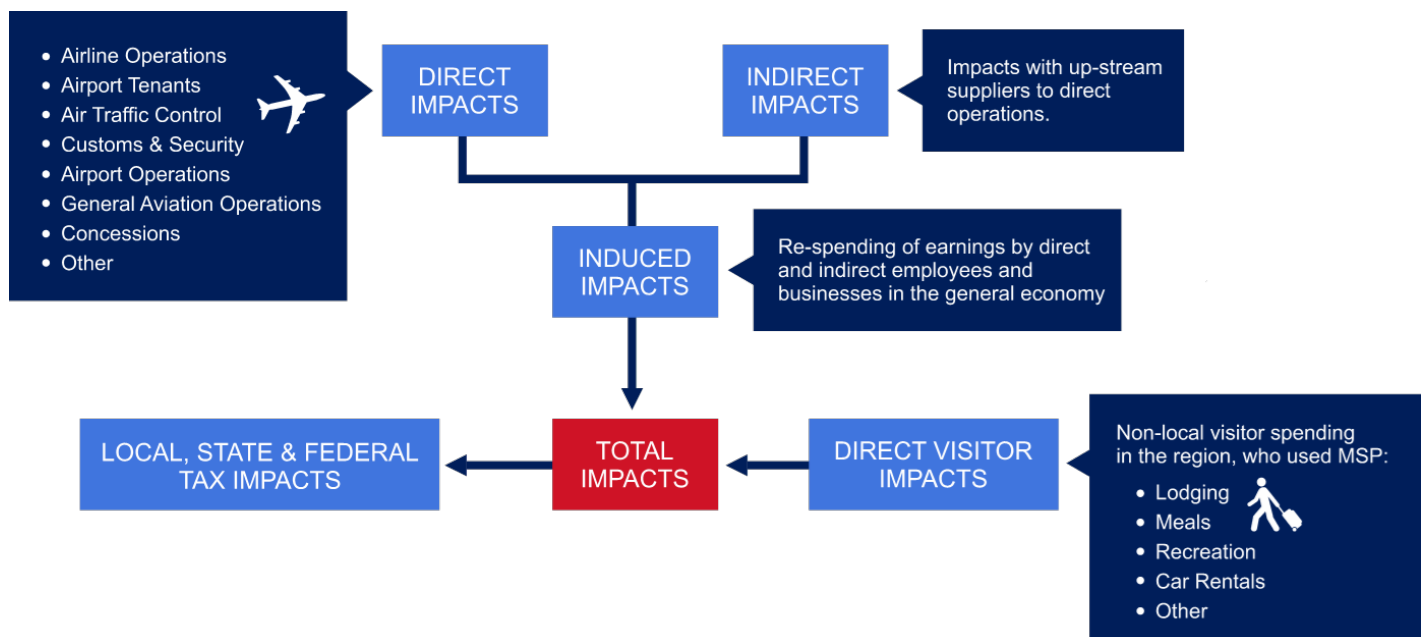 • Airline Operations
• Airport Tenants
• Air Traffic Control
• Customs & Security
• Airport Operations
• General Aviation Operations
• Concessions
• Other
DIRECT
IMPACTS
INDIRECT
IMPACTS
Impacts with up-stream
suppliers to direct
operations.
INDUCED
IMPACTS
Re-spending of earnings by direct
and indirect employees and
businesses in the general economy
LOCAL, STATE & FEDERAL
TAX IMPACTS
TOTAL
IMPACTS
DIRECT VISITOR
IMPACTS
Non-local visitor spending
in the region, who used MSP:
• Lodging
• Meals
• Recreation
• Car Rentals
• Other